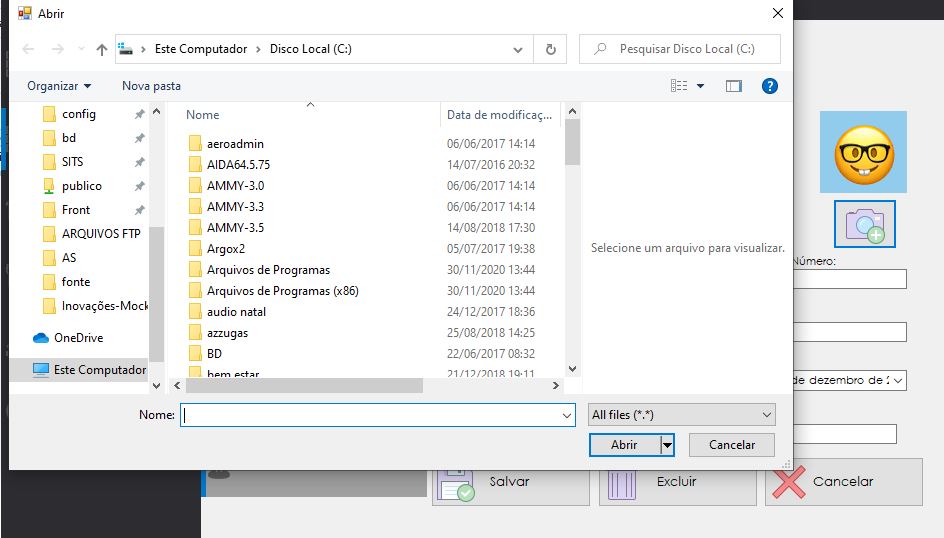 Abrir
Este Computador
Disco Local (C:)
Pesquisar Disco Local (C:)
Organizar
Nova pasta
config
bd
SITS
publico
Front
ARQUIVOS FTP
AS
fonte
Inovações-Mock
OneDrive
Este Computador
Nome
Data de modificaç...
aeroadmin 06/06/2017 14:14
AIDA64.5.75 14/07/2016 20:32
AMMY-3.0 06/06/2017 14:14
AMMY-3.3 06/06/2017 14:14
AMMY-3.5 14/08/2018 17:30
Argox2 05/07/2017 19:38
Arquivos de Programas 30/11/2020 13:44
Arquivos de Programas (x86) 30/11/2020 13:44
audio natal 24/12/2017 18:36
azzugas 25/08/2018 14:25
BD 22/06/2017 08:32
bem estar 21/12/2018 19:11
Selecione um arquivo para visualizar.
Número:
de dezembro de 2
Nome:
All files (*.*)
Abrir
Cancelar
Salvar
Excluir
Cancelar